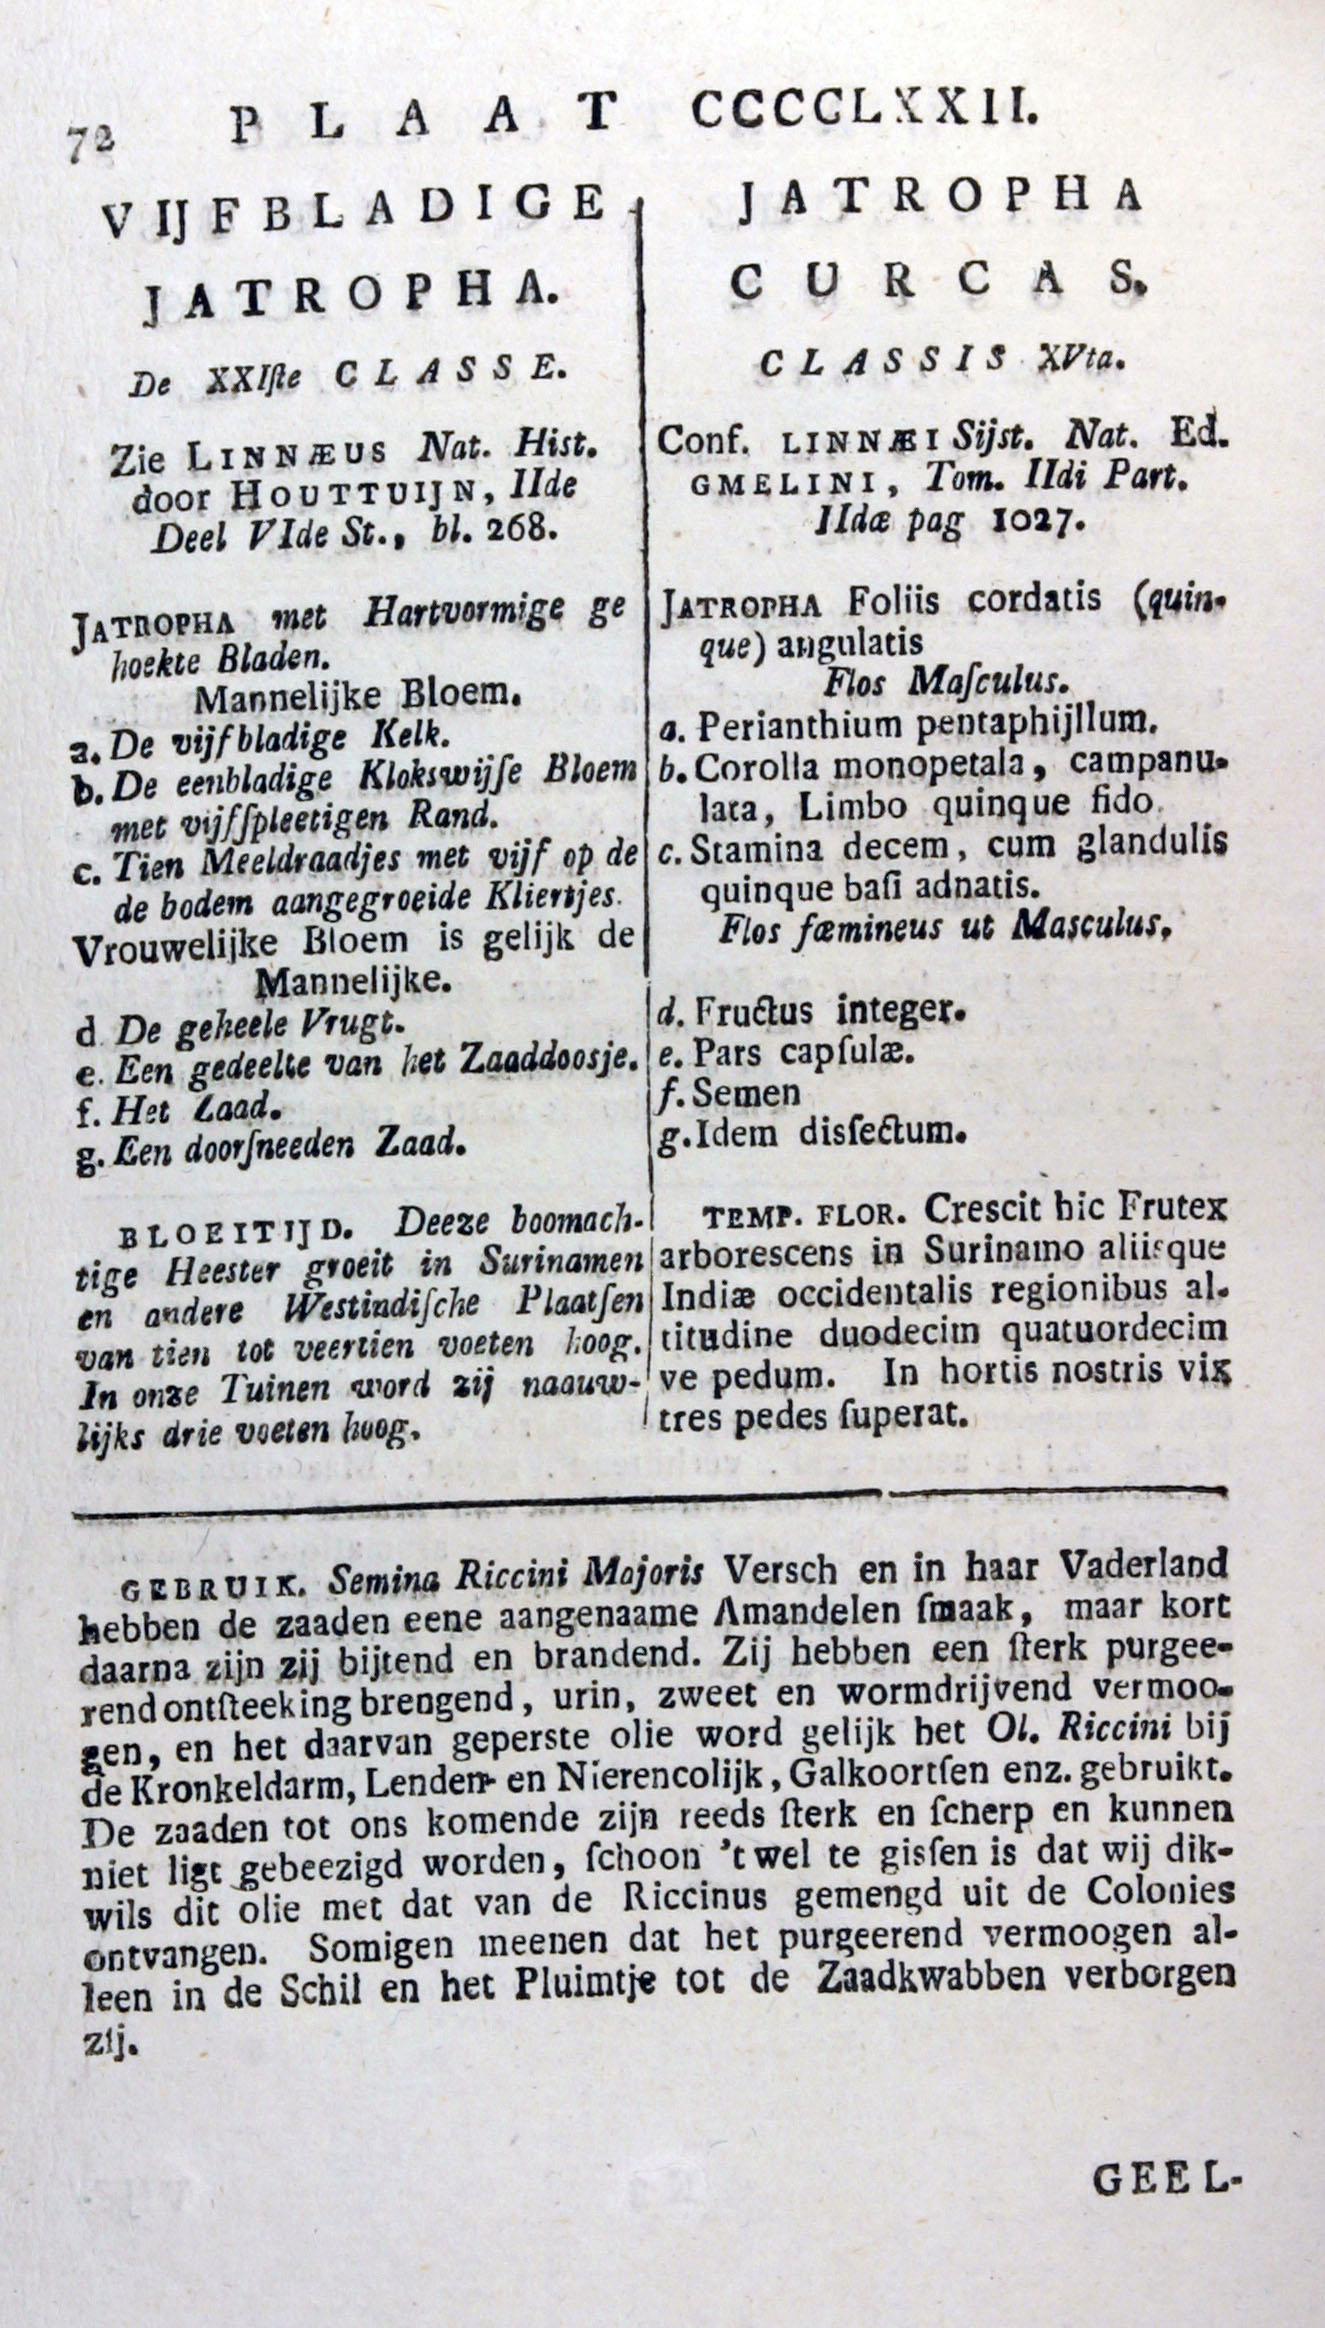 72 PLAAT CCCCCLXXII.
VIJFBLADIGE
JATROPHA.
De XXIſte CLASSE.
Zie LINNÆUS Nat. Hist.
door HOUTTUIJN, IIde
Deel VIde St., bl. 268.
JATROPHA met Hartvormige ge
hoekte Bladen.
Mannelijke Bloem.
a. De vijfbladige Kelk.
b. De eenbladige Klokswijſe Bloem
met vijfſpleetigen Rand.
c. Tien Meeldraadjes met vijf op de
de bodem aangegroeide Kliertjes.
Vrouwelijke Bloem is gelijk de
Mannelijke.
d De geheele Vrugt.
e. Een gedeelte van het Zaaddoosje.
f. Het Zaad.
g. Een doorſneeden Zaad.
BLOEITIJD. Deeze boomach-
tige Heester groeit in Surinamen
en andere Westindiſche Plaatſen
van tien tot veertien voeten hoog.
In onze Tuinen word zij naauw-
lijks drie voeten hoog.
JATROPHA
CURCAS.
CLASSIS XVta.
Conf. LINNÆI Sijst. Nat. Ed.
GMELINI, Tom. IIdi Part.
IIdæ pag 1027.
JATROPHA Foliis cordatis (quin-
que) angulatis
Flos Maſculus.
a. Perianthium pentaphijllum.
b. Corolla monopetala, campanu-
lata, Limbo quinque fido.
c. Stamina decem, cum glandulis
quinque baſi adnatis.
Flos fœmineus ut Masculus.
d. Fructus integer.
e. Pars capſulæ.
f. Semen
g. Idem disſectum.
TEMP. FLOR. Crescit hic Frutex
arborescens in Surinamo aliisque
Indiæ occidentalis regionibus al-
titudine duodecim quatuordecim
ve pedum. In hortis nostris vix
tres pedes ſuperat.
GEBRUIK. Semina Riccini Majoris Versch en in haar Vaderland
hebben de zaaden eene aangenaame Amandelen ſmaak, maar kort
daarna zijn zij bijtend en brandend. Zij hebben een ſterk purgee-
rend ontſteeking brengend, urin, zweet en wormdrijvend vermoo-
gen, en het daarvan geperste olie word gelijk het Ol. Riccini bij
de Kronkeldarm, Lenden- en Nierencolijk, Galkoortſen enz. gebruikt.
De zaaden tot ons komende zijn reeds ſterk en ſcherp en kunnen
niet ligt gebeezigd worden, ſchoon 't wel te gisſen is dat wij dik-
wils dit olie met dat van de Riccinus gemengd uit de Colonies
ontvangen. Somigen meenen dat het purgeerend vermoogen al-
leen in de Schil en het Pluimtje tot de Zaadkwabben verborgen
zij.
GEEL-